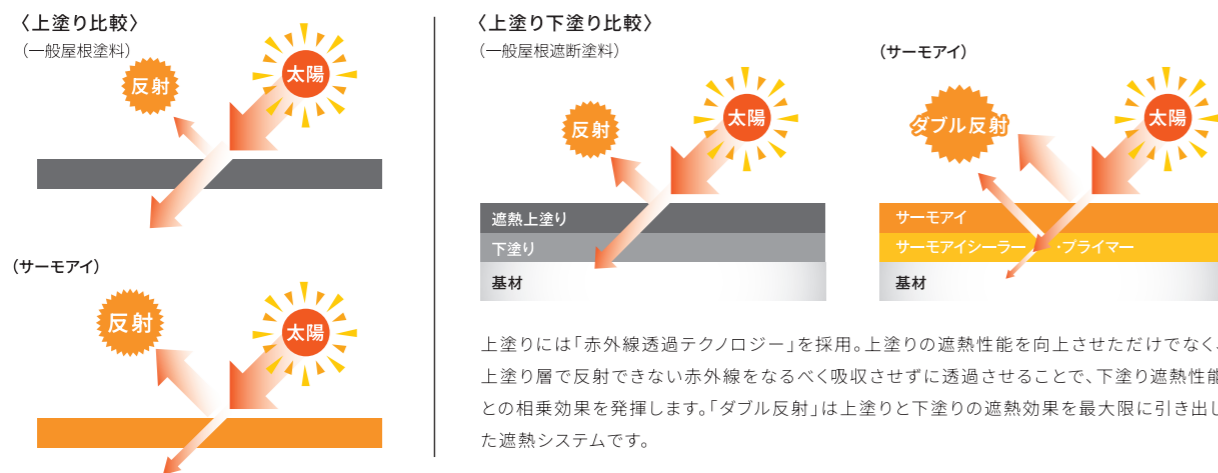 〈上塗り比較〉
（一般屋根塗料）
反射
太陽
（サーモアイ）
反射
太陽
〈上塗り下塗り比較〉
（一般屋根遮断塗料）
反射
太陽
遮熱上塗り
下塗り
基材
（サーモアイ）
ダブル反射
太陽
サーモアイ
サーモアイシーラー ・プライマー
基材
上塗りには「赤外線透過テクノロジー」を採用。上塗りの遮熱性能を向上させただけでなく、
上塗り層で反射できない赤外線をなるべく吸収させずに透過させることで、下塗り遮熱性能
との相乗効果を発揮します。「ダブル反射」は上塗りと下塗りの遮熱効果を最大限に引き出し
た遮熱システムです。